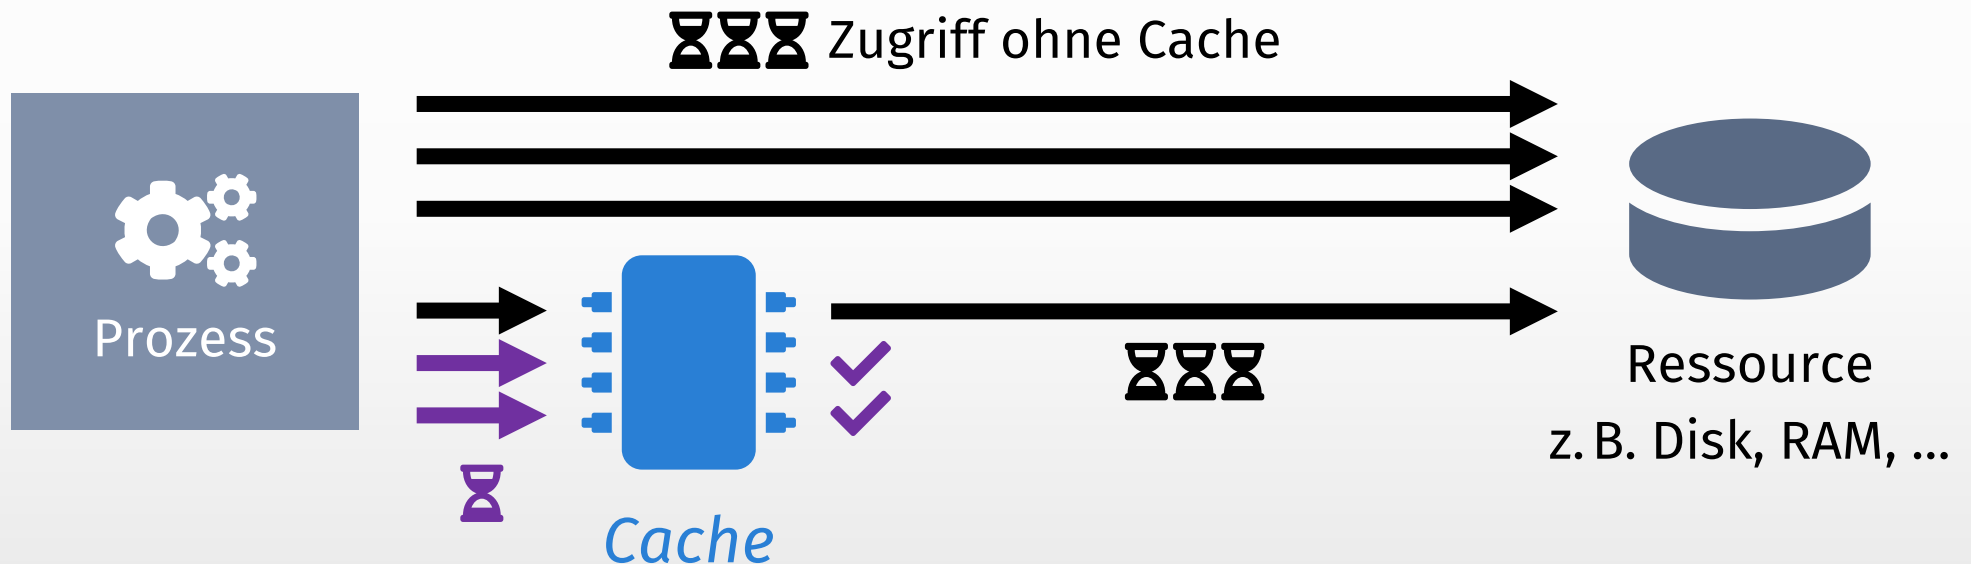 Zugriff ohne Cache
Prozess
Ressource
z. B. Disk, RAM, ...
Cache